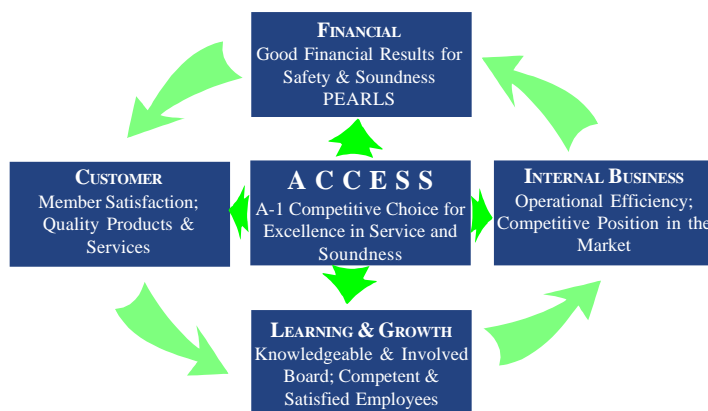 FINANCIAL
Good Financial Results for
Safety & Soundness
PEARLS
CUSTOMER
Member Satisfaction;
Quality Products &
Services
ACCESS
A-1 Competitive Choice for
Excellence in Service and
Soundness
INTERNAL BUSINESS
Operational Efficiency;
Competitive Position in the
Market
LEARNING & GROWTH
Knowledgeable & Involved
Board; Competent &
Satisfied Employees